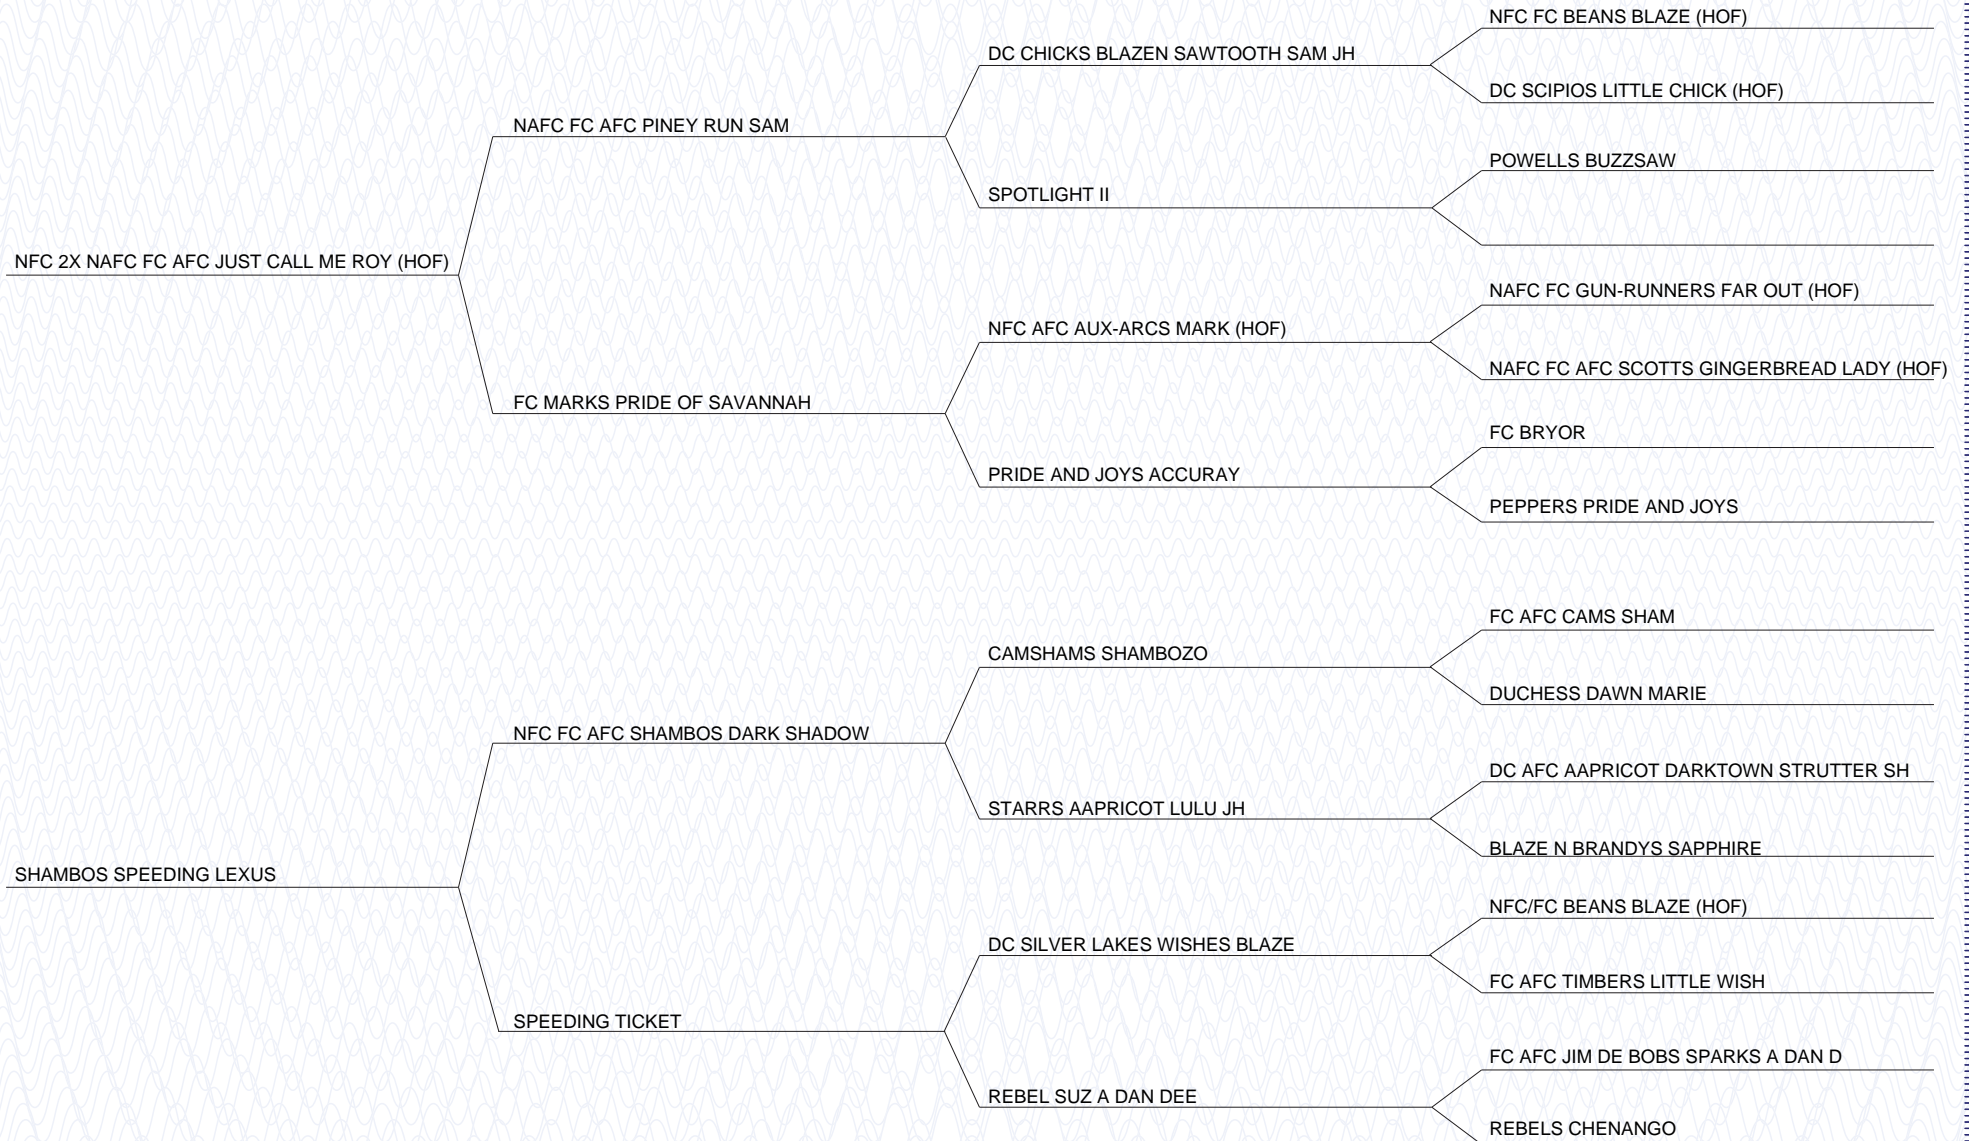 NFC FC BEANS BLAZE (HOF)
DC CHICKS BLAZEN SAWTOOTH SAM JH
DC SCIPIOS LITTLE CHICK (HOF)
NAFC FC AFC PINEY RUN SAM
POWELLS BUZZSAW
SPOTLIGHT II
NFC 2X NAFC FC AFC JUST CALL ME ROY (HOF)
NAFC FC GUN-RUNNERS FAR OUT (HOF)
NFC AFC AUX-ARCS MARK (HOF)
NAFC FC AFC SCOTTS GINGERBREAD LADY (HOF)
FC MARKS PRIDE OF SAVANNAH
FC BRYOR
PRIDE AND JOYS ACCURAY
PEPPERS PRIDE AND JOYS
FC AFC CAMS SHAM
CAMSHAMS SHAMBOZO
DUCHESS DAWN MARIE
NFC FC AFC SHAMBOS DARK SHADOW
DC AFC AAPRICOT DARKTOWN STRUTTER SH
STARRS AAPRICOT LULU JH
BLAZE N BRANDYS SAPPHIRE
SHAMBOS SPEEDING LEXUS
NFC/FC BEANS BLAZE (HOF)
DC SILVER LAKES WISHES BLAZE
FC AFC TIMBERS LITTLE WISH
SPEEDING TICKET
FC AFC JIM DE BOBS SPARKS A DAN D
REBEL SUZ A DAN DEE
REBELS CHENANGO